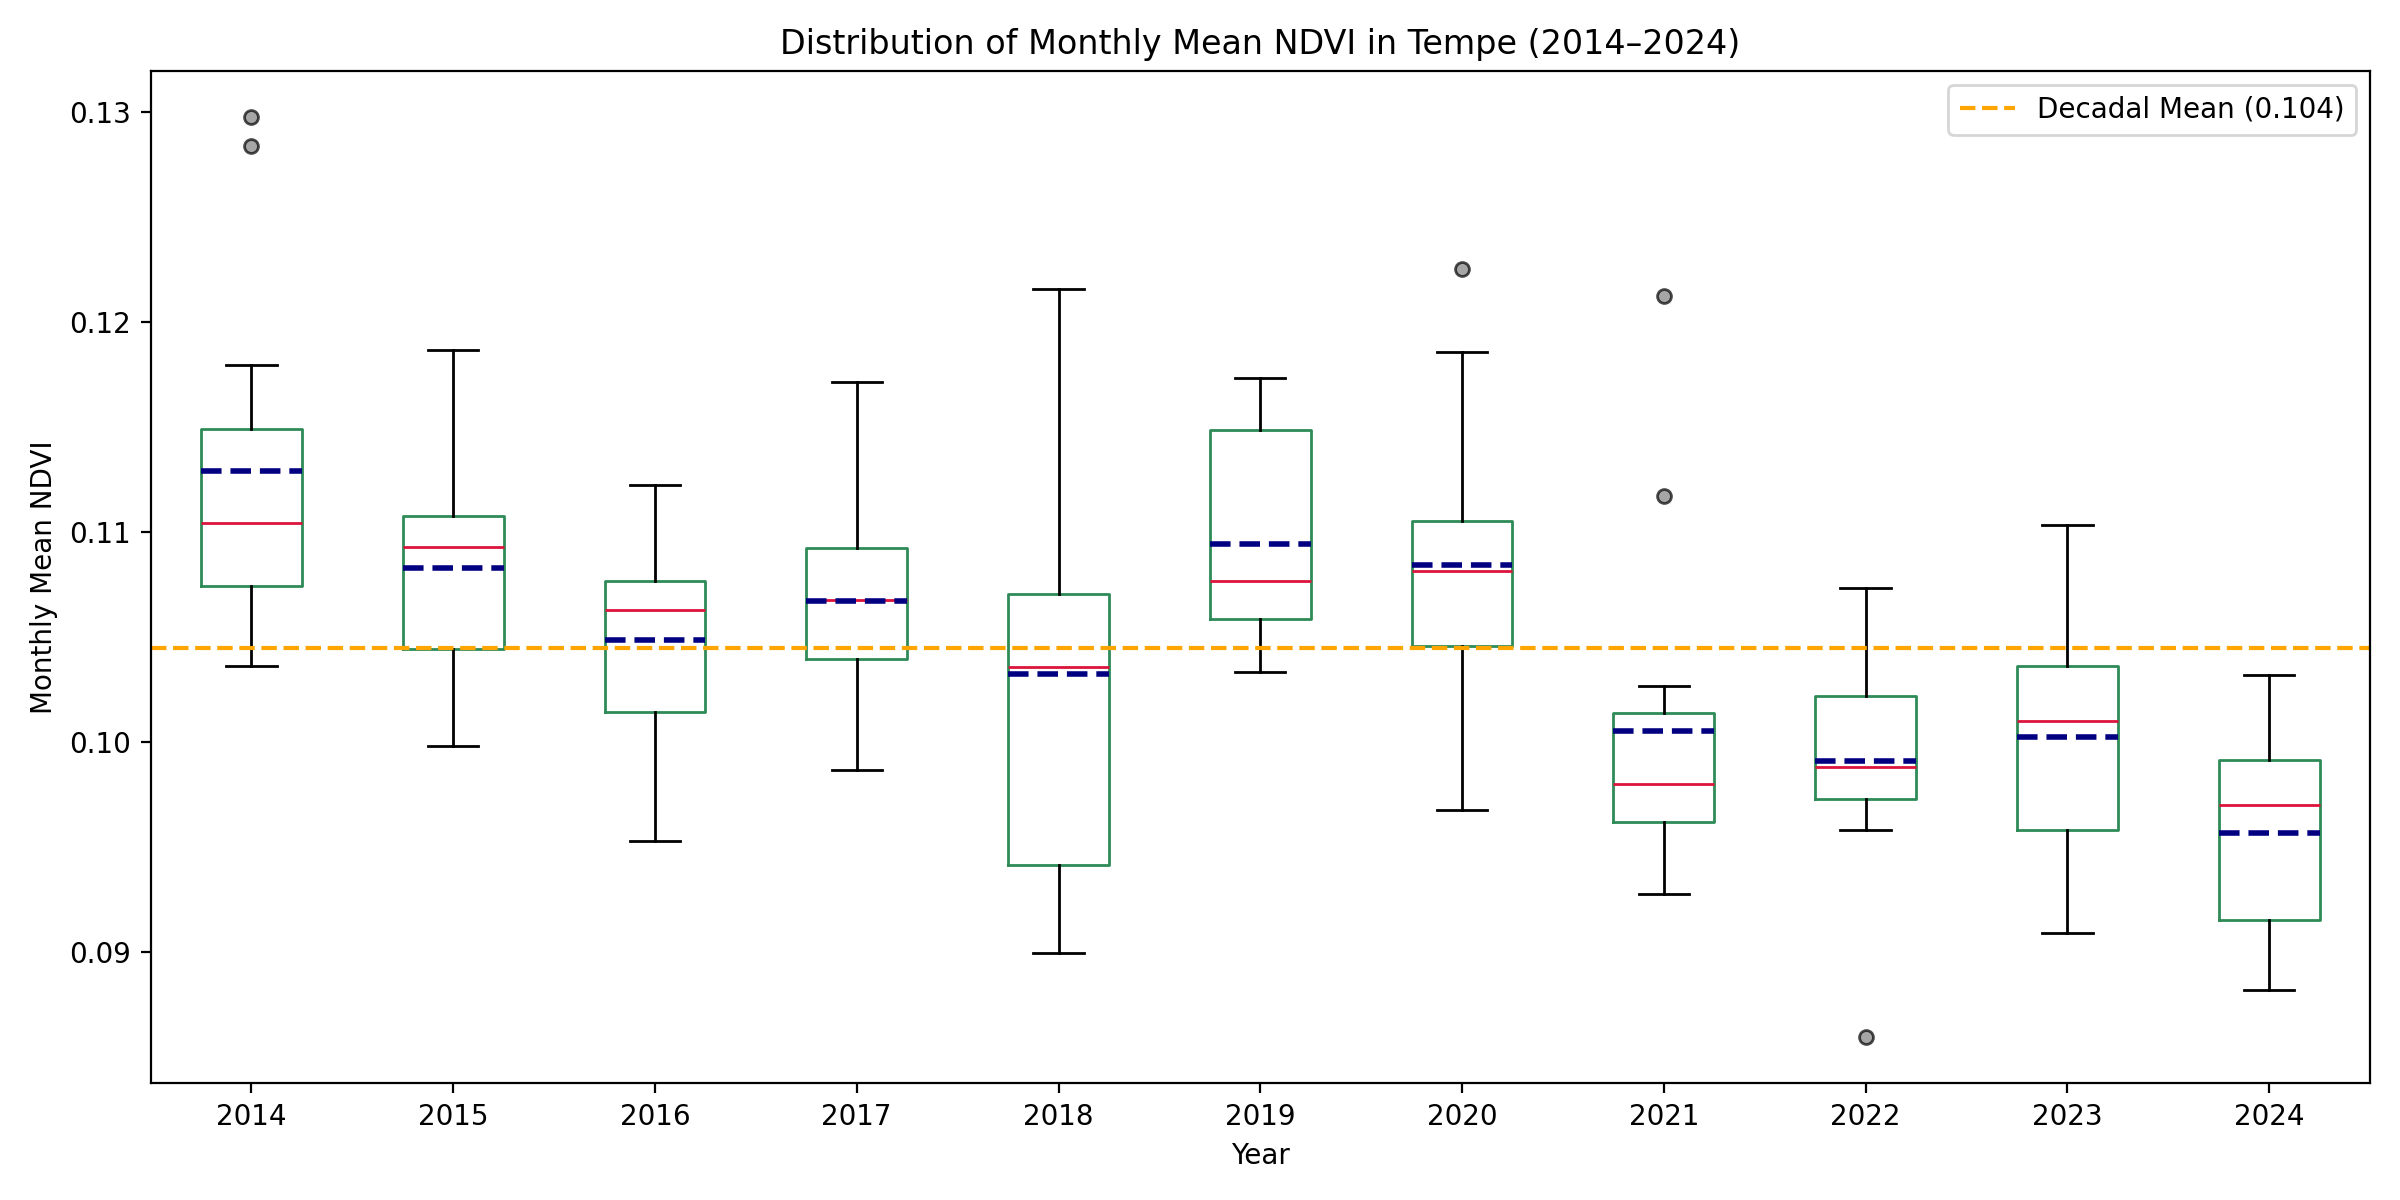 Distribution of Monthly Mean NDVI in Tempe (2014–2024)
Decadal Mean (0.104)
Monthly Mean NDVI
0.13
0.12
0.11
0.10
0.09
2014 2015 2016 2017 2018 2019 2020 2021 2022 2023 2024
Year